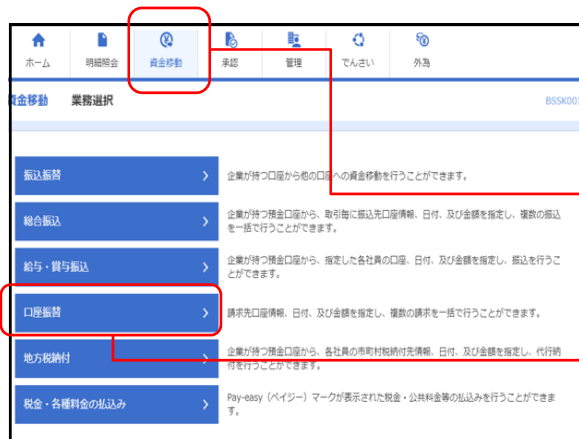 ホーム 明細照会 資金移動 承認 管理 でんさい 外為
資金移動 業務選択 BSSK001
振込振替 企業が持つ口座から他の口座への資金移動を行うことができます。
総合振込 企業が持つ預金口座から、取引毎に振込先口座情報、日付、及び金額を指定し、複数の振込
を一括で行うことができます。
給与・賞与振込 企業が持つ預金口座から、指定した各社員の口座、日付、及び金額を指定し、振込を行うこ
とができます。
口座振替 請求先口座情報、日付、及び金額を指定し、複数の請求を一括で行うことができます。
地方税納付 企業が持つ預金口座から、各社員の市町村税納付先情報、日付、及び金額を指定し、代行納
付を行うことができます。
税金・各種料金の払込み Pay-easy（ペイジー）マークが表示された税金・公共料金等の払込みを行うことができま
す。